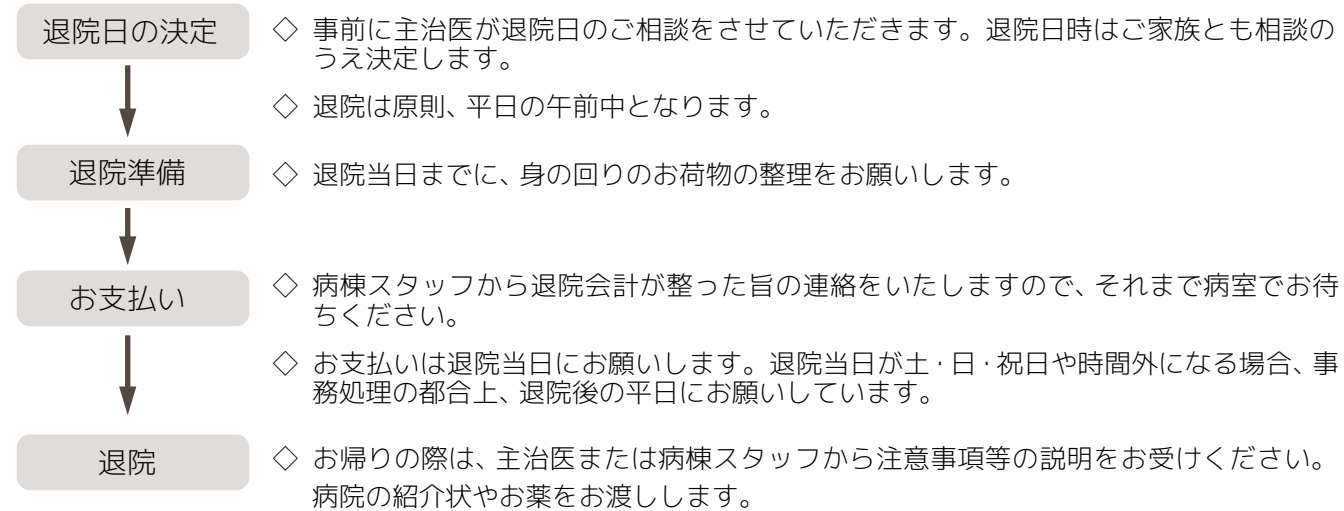 退院日の決定
◇ 事前に主治医が退院日のご相談をさせていただきます。退院日時はご家族とも相談の
うえ決定します。
◇ 退院は原則、平日の午前中となります。
退院準備
◇ 退院当日までに、身の回りのお荷物の整理をお願いします。
お支払い
◇ 病棟スタッフから退院会計が整った旨の連絡をいたしますので、それまで病室でお待
ちください。
◇ お支払いは退院当日にお願いします。退院当日が土・日・祝日や時間外になる場合、事
務処理の都合上、退院後の平日にお願いしています。
退院
◇ お帰りの際は、主治医または病棟スタッフから注意事項等の説明をお受けください。
病院の紹介状やお薬をお渡しします。